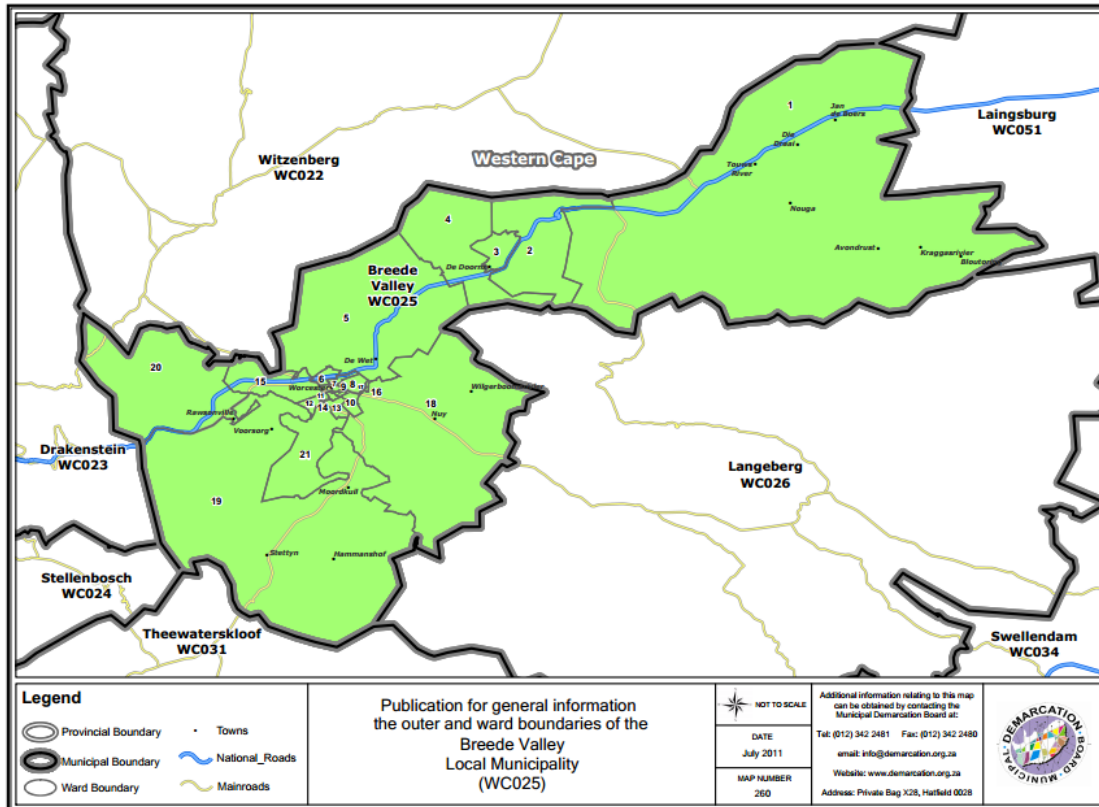 1
Jan
de Boers
Laingsburg
WC051
Die
Draai
Witzenberg
WC022
Western Cape
Touws
River
Nouga
4
3
2
Avondrust
Kraggasrivier
De Doorns
Breede
Valley
WC025
5
De Wet
20
15
6
7
9
8
16
Worcester
11
12
14
13
10
18
Wilgerboomrivier
Nuy
Rawsonville
Voorsorg
21
Drakenstein
WC023
Langeberg
WC026
19
Moordkuil
Stettyn
Hammanshof
Stellenbosch
WC024
Theewaterskloof
WC031
Swellendam
WC034
Legend
Provincial Boundary
Municipal Boundary
Ward Boundary
Towns
National_Roads
Mainroads
Publication for general information
the outer and ward boundaries of the
Breede Valley
Local Municipality
(WC025)
NOT TO SCALE
DATE
July 2011
MAP NUMBER
260
Additional information relating to this map
can be obtained by contacting the
Municipal Demarcation Board at:
Tel: (012) 342 2481 Fax: (012) 342 2480
email: info@demarcation.org.za
Website: www.demarcation.org.za
Address: Private Bag X28, Hatfield 0028
MUNICIPAL DEMARCATION BOARD